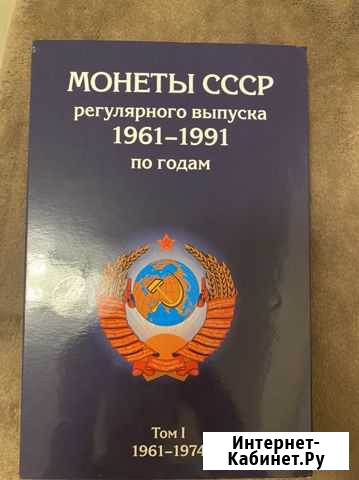 МОНЕТЫ СССР
регулярного выпуска
1961–1991
по годам
Том I
1961–1974
Интернет-
Кабинет.Ру